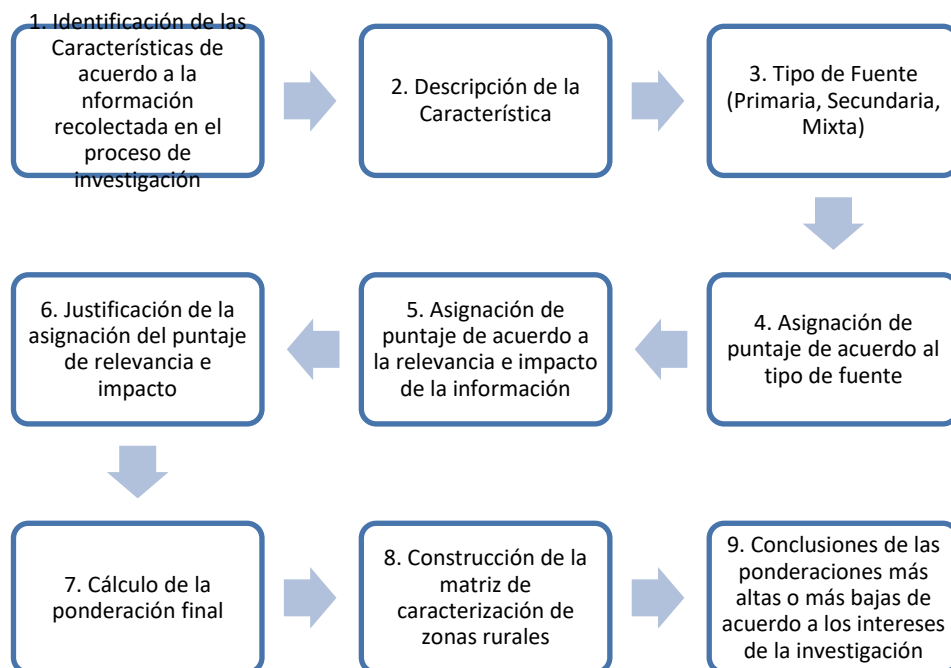 1. Identificación de las
Características de
acuerdo a la
nformación
recolectada en el
proceso de
investigación
2. Descripción de la
Característica
3. Tipo de Fuente
(Primaria, Secundaria,
Mixta)
4. Asignación de
puntaje de acuerdo al
tipo de fuente
5. Asignación de
puntaje de acuerdo a
la relevancia e impacto
de la información
6. Justificación de la
asignación del puntaje
de relevancia e
impacto
7. Cálculo de la
ponderación final
8. Construcción de la
matriz de
caracterización de
zonas rurales
9. Conclusiones de las
ponderaciones más
altas o más bajas de
acuerdo a los intereses
de la investigación